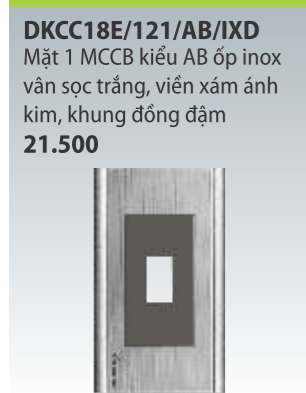 DKCC18E/121/AB/IXD
Mặt 1 MCCB kiểu AB ốp inox
vân sọc trắng, viền xám ánh
kim, khung đồng đậm
21.500